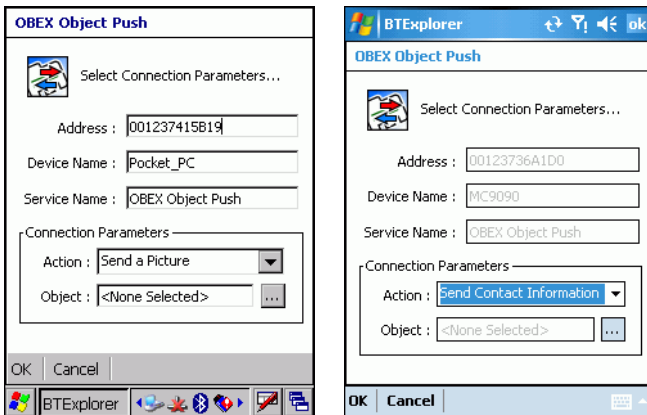 OBEX Object Push
Select Connection Parameters...
Address : 001237415B19
Device Name : Pocket_PC
Service Name : OBEX Object Push
Connection Parameters
Action : Send a Picture
Object : <None Selected> ...
OK Cancel
BTExplorer
BTExplorer ok
OBEX Object Push
Select Connection Parameters...
Address : 00123736A1D0
Device Name : MC9090
Service Name : OBEX Object Push
Connection Parameters
Action : Send Contact Information
Object : <None Selected> ...
OK Cancel